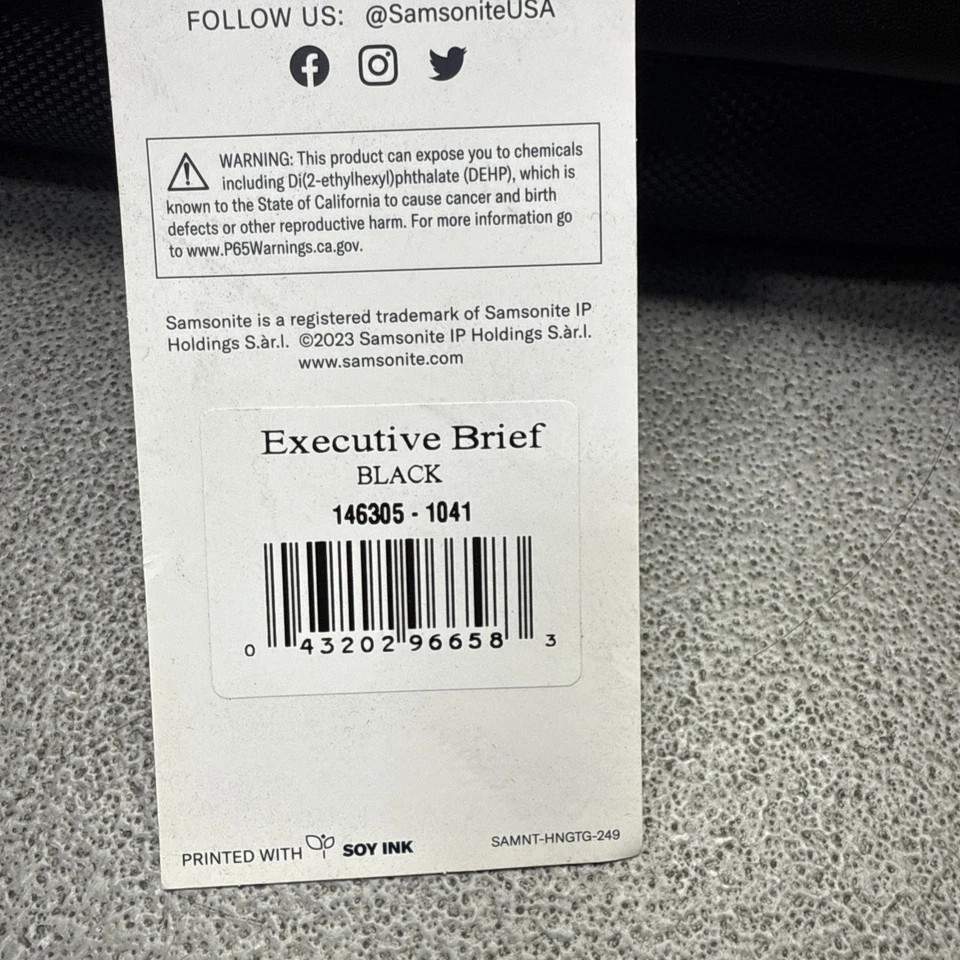 FOLLOW US: @SamsoniteUSA
WARNING: This product can expose you to chemicals
including Di(2-ethylhexyl)phthalate (DEHP), which is
known to the State of California to cause cancer and birth
defects or other reproductive harm. For more information go
to www.P65Warnings.ca.gov.
Samsonite is a registered trademark of Samsonite IP
Holdings S.àr.l. ©2023 Samsonite IP Holdings S.àr.l.
www.samsonite.com
Executive Brief
BLACK
146305 - 1041
0 43202 96658 3
PRINTED WITH SOY INK
SAMNT-HNGTG-249